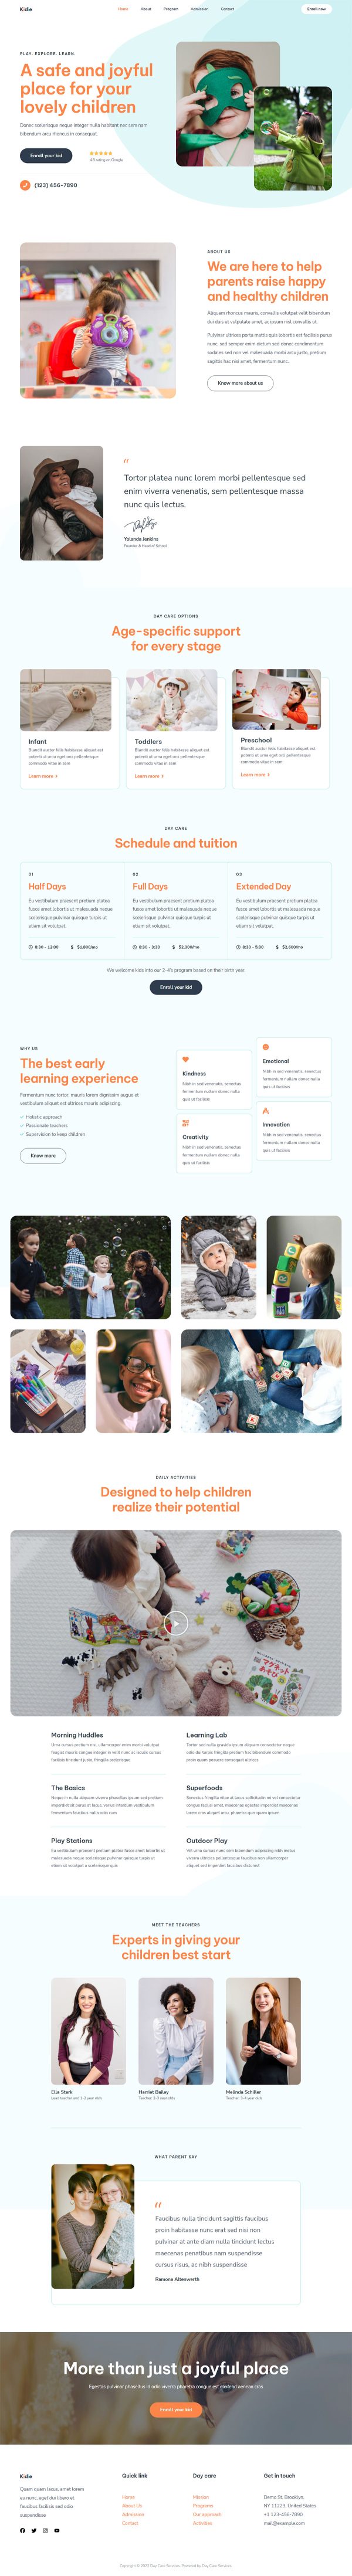 Kide
Home About Program Admission Contact
Enroll now
PLAY. EXPLORE. LEARN.
A safe and joyful
place for your
lovely children
Donec scelerisque neque integer nulla habitant nec sem nam
bibendum arcu rhoncus in consequat.
Enroll your kid
4.8 rating on Google
(123) 456-7890
ABOUT US
We are here to help
parents raise happy
and healthy children
Aliquam rhoncus mauris, convallis volutpat velit bibendum
dui duis ut vulputate amet, ac ipsum nisl convallis ut.
Pulvinar ultrices porta mattis quis lobortis est facilisis purus
nunc, sed semper enim dictum sed donec condimentum
sodales sed non vel malesuada morbi arcu justo, pretium
sagittis hac nisi amet, fermentum nunc.
Know more about us
Tortor platea nunc lorem morbi pellentesque sed
enim viverra venenatis, sem pellentesque massa
nunc quis lectus.
Yolanda Jenkins
Founder & Head of School
DAY CARE OPTIONS
Age-specific support
for every stage
Infant
Blandit auctor felis habitasse aliquet est
potenti ut urna eget orci pellentesque
commodo vitae in sem
Learn more
Toddlers
Blandit auctor felis habitasse aliquet est
potenti ut urna eget orci pellentesque
commodo vitae in sem
Learn more
Preschool
Blandit auctor felis habitasse aliquet est
potenti ut urna eget orci pellentesque
commodo vitae in sem
Learn more
DAY CARE
Schedule and tuition
01
Half Days
Eu vestibulum praesent pretium platea
fusce amet lobortis ut malesuada neque
scelerisque pulvinar quisque turpis ut
etiam sit volutpat.
8:30 - 12:00 $1,800/mo
02
Full Days
Eu vestibulum praesent pretium platea
fusce amet lobortis ut malesuada neque
scelerisque pulvinar quisque turpis ut
etiam sit volutpat.
8:30 - 3:30 $2,200/mo
03
Extended Day
Eu vestibulum praesent pretium platea
fusce amet lobortis ut malesuada neque
scelerisque pulvinar quisque turpis ut
etiam sit volutpat.
8:30 - 5:30 $2,600/mo
We welcome kids into our 2-4's program based on their birth year.
Enroll your kid
WHY US
The best early
learning experience
Fermentum nunc tortor, mauris lorem dignissim augue et
vestibulum aliquet est ultrices mauris adipiscing.
Holistic approach
Passionate teachers
Supervision to keep children
Know more
Kindness
Nibh in sed venenatis, senectus
fermentum nullam donec nulla
quis ut facilisis
Creativity
Nibh in sed venenatis, senectus
fermentum nullam donec nulla
quis ut facilisis
Emotional
Nibh in sed venenatis, senectus
fermentum nullam donec nulla
quis ut facilisis
Innovation
Nibh in sed venenatis, senectus
fermentum nullam donec nulla
quis ut facilisis
DAILY ACTIVITIES
Designed to help children
realize their potential
Morning Huddles
Urna cursus pretium nisi, ullamcorper enim morbi volutpat
feugiat mauris congue integer in velit nunc at iaculis cursus
facilisis tincidunt justo, fringilla scelerisque
Learning Lab
Tortor sed nulla gravida ipsum aliquam consectetur neque
odio dui turpis fringilla pretium hac bibendum commodo
proin quam posuere consequat ultricies
The Basics
Neque in nulla aliquam viverra phasellus ipsum sed pretium
imperdiet sit purus at lacus, varius interdum vestibulum
fermentum faucibus nulla odio cum
Superfoods
Senectus fringilla vitae at lacus sollicitudin mi vel consectetur
congue facilisi amet, maecenas egestas imperdiet maecenas
lorem cras aliquet arcu, pharetra quis quam ipsum
Play Stations
Eu vestibulum praesent pretium platea fusce amet lobortis ut
malesuada neque scelerisque pulvinar quisque turpis ut
etiam sit volutpat a scelerisque quis
Outdoor Play
Vel urna cursus nunc sem bibendum adipiscing nibh metus
viverra ultrices pellentesque faucibus non ullamcorper
aliquet sed imperdiet faucibus dictumst
MEET THE TEACHERS
Experts in giving your
children best start
Ella Stark
Lead teacher and 1-2 year olds
Harriet Bailey
Teacher: 2-3 year olds
Melinda Schiller
Teacher: 3-4 year olds
WHAT PARENT SAY
Faucibus nulla tincidunt sagittis faucibus
proin habitasse nunc erat sed nisi non
pulvinar at ante diam nulla tincidunt lectus
maecenas penatibus nam suspendisse
cursus risus, ac nibh suspendisse
Ramona Altenwerth
More than just a joyful place
Egestas pulvinar phasellus id odio viverra pharetra congue est eleifend aenean cras
Enroll your kid
Kide
Quam quam lacus, amet lorem
eu nunc, eget dui libero at
faucibus facilisis sed odio
suspendisse
Quick link
Home
About Us
Admission
Contact
Day care
Mission
Programs
Our approach
Activities
Get in touch
Demo St, Brooklyn,
NY 11223, United States
+1 123-456-7890
mail@example.com
Copyright © 2022 Day Care Services. Powered by Day Care Services.